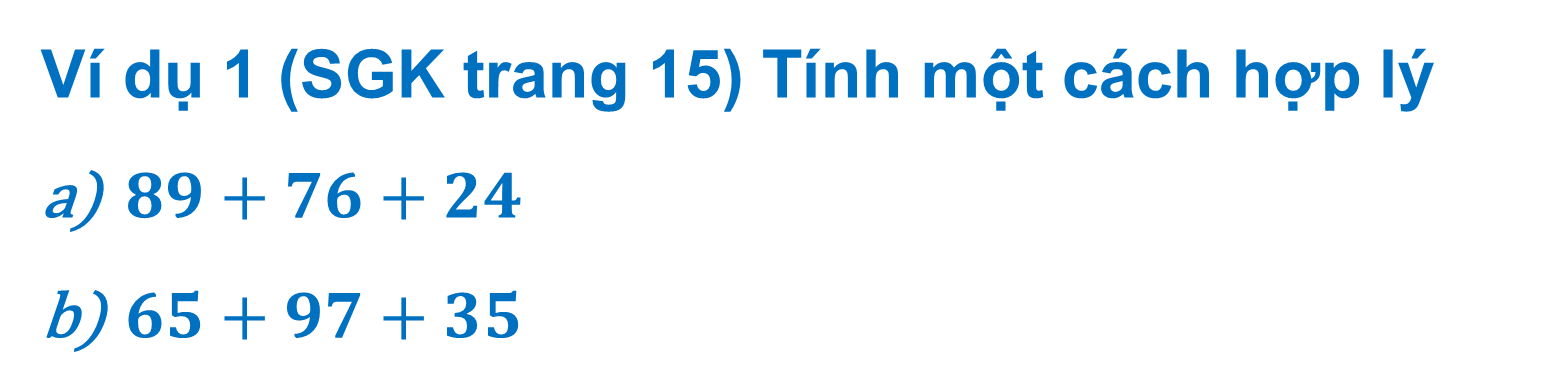 Ví dụ 1 (SGK trang 15) Tính một cách hợp lý
a) 89 + 76 + 24
b) 65 + 97 + 35